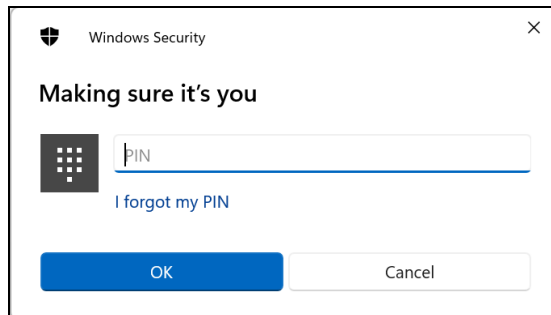 Windows Security
Making sure it’s you
PIN
I forgot my PIN
OK
Cancel